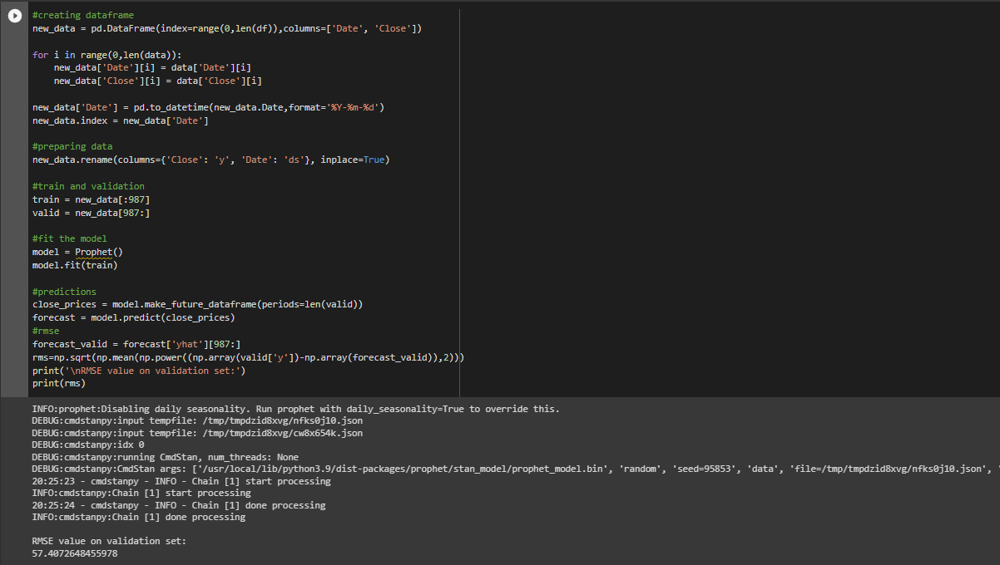 #creating dataframe
new_data = pd.DataFrame(index=range(0,len(df)),columns=['Date', 'Close'])
for i in range(0,len(data)):
    new_data['Date'][i] = data['Date'][i]
    new_data['Close'][i] = data['Close'][i]
new_data['Date'] = pd.to_datetime(new_data.Date,format='%Y-%m-%d')
new_data.index = new_data['Date']
#preparing data
new_data.rename(columns={'Close': 'y', 'Date': 'ds'}, inplace=True)
#train and validation
train = new_data[:987]
valid = new_data[987:]
#fit the model
model = Prophet()
model.fit(train)
#predictions
close_prices = model.make_future_dataframe(periods=len(valid))
forecast = model.predict(close_prices)
#rmse
forecast_valid = forecast['yhat'][987:]
rms=np.sqrt(np.mean(np.power((np.array(valid['y'])-np.array(forecast_valid)),2)))
print('\nRMSE value on validation set:')
print(rms)
INFO:prophet:Disabling daily seasonality. Run prophet with daily_seasonality=True to override this.
DEBUG:cmdstanpy:input tempfile: /tmp/tmpdzid8xvg/nfks0j10.json
DEBUG:cmdstanpy:input tempfile: /tmp/tmpdzid8xvg/cw8x654k.json
DEBUG:cmdstanpy:idx 0
DEBUG:cmdstanpy:running CmdStan, num_threads: None
DEBUG:cmdstanpy:CmdStan args: ['/usr/local/lib/python3.9/dist-packages/prophet/stan_model/prophet_model.bin', 'random', 'seed=95853', 'data', 'file=/tmp/tmpdzid8xvg/nfks0j10.json', '
20:25:23 - cmdstanpy - INFO - Chain [1] start processing
INFO:cmdstanpy:Chain [1] start processing
20:25:24 - cmdstanpy - INFO - Chain [1] done processing
INFO:cmdstanpy:Chain [1] done processing
RMSE value on validation set:
57.4072648455978